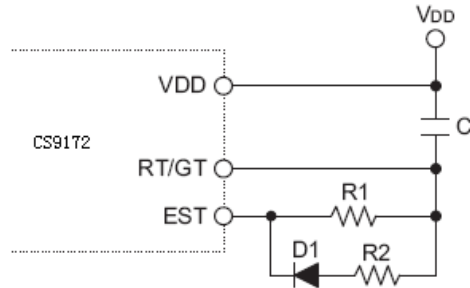 VDD
VDD
C
CS9172
RT/GT
EST
R1
D1
R2